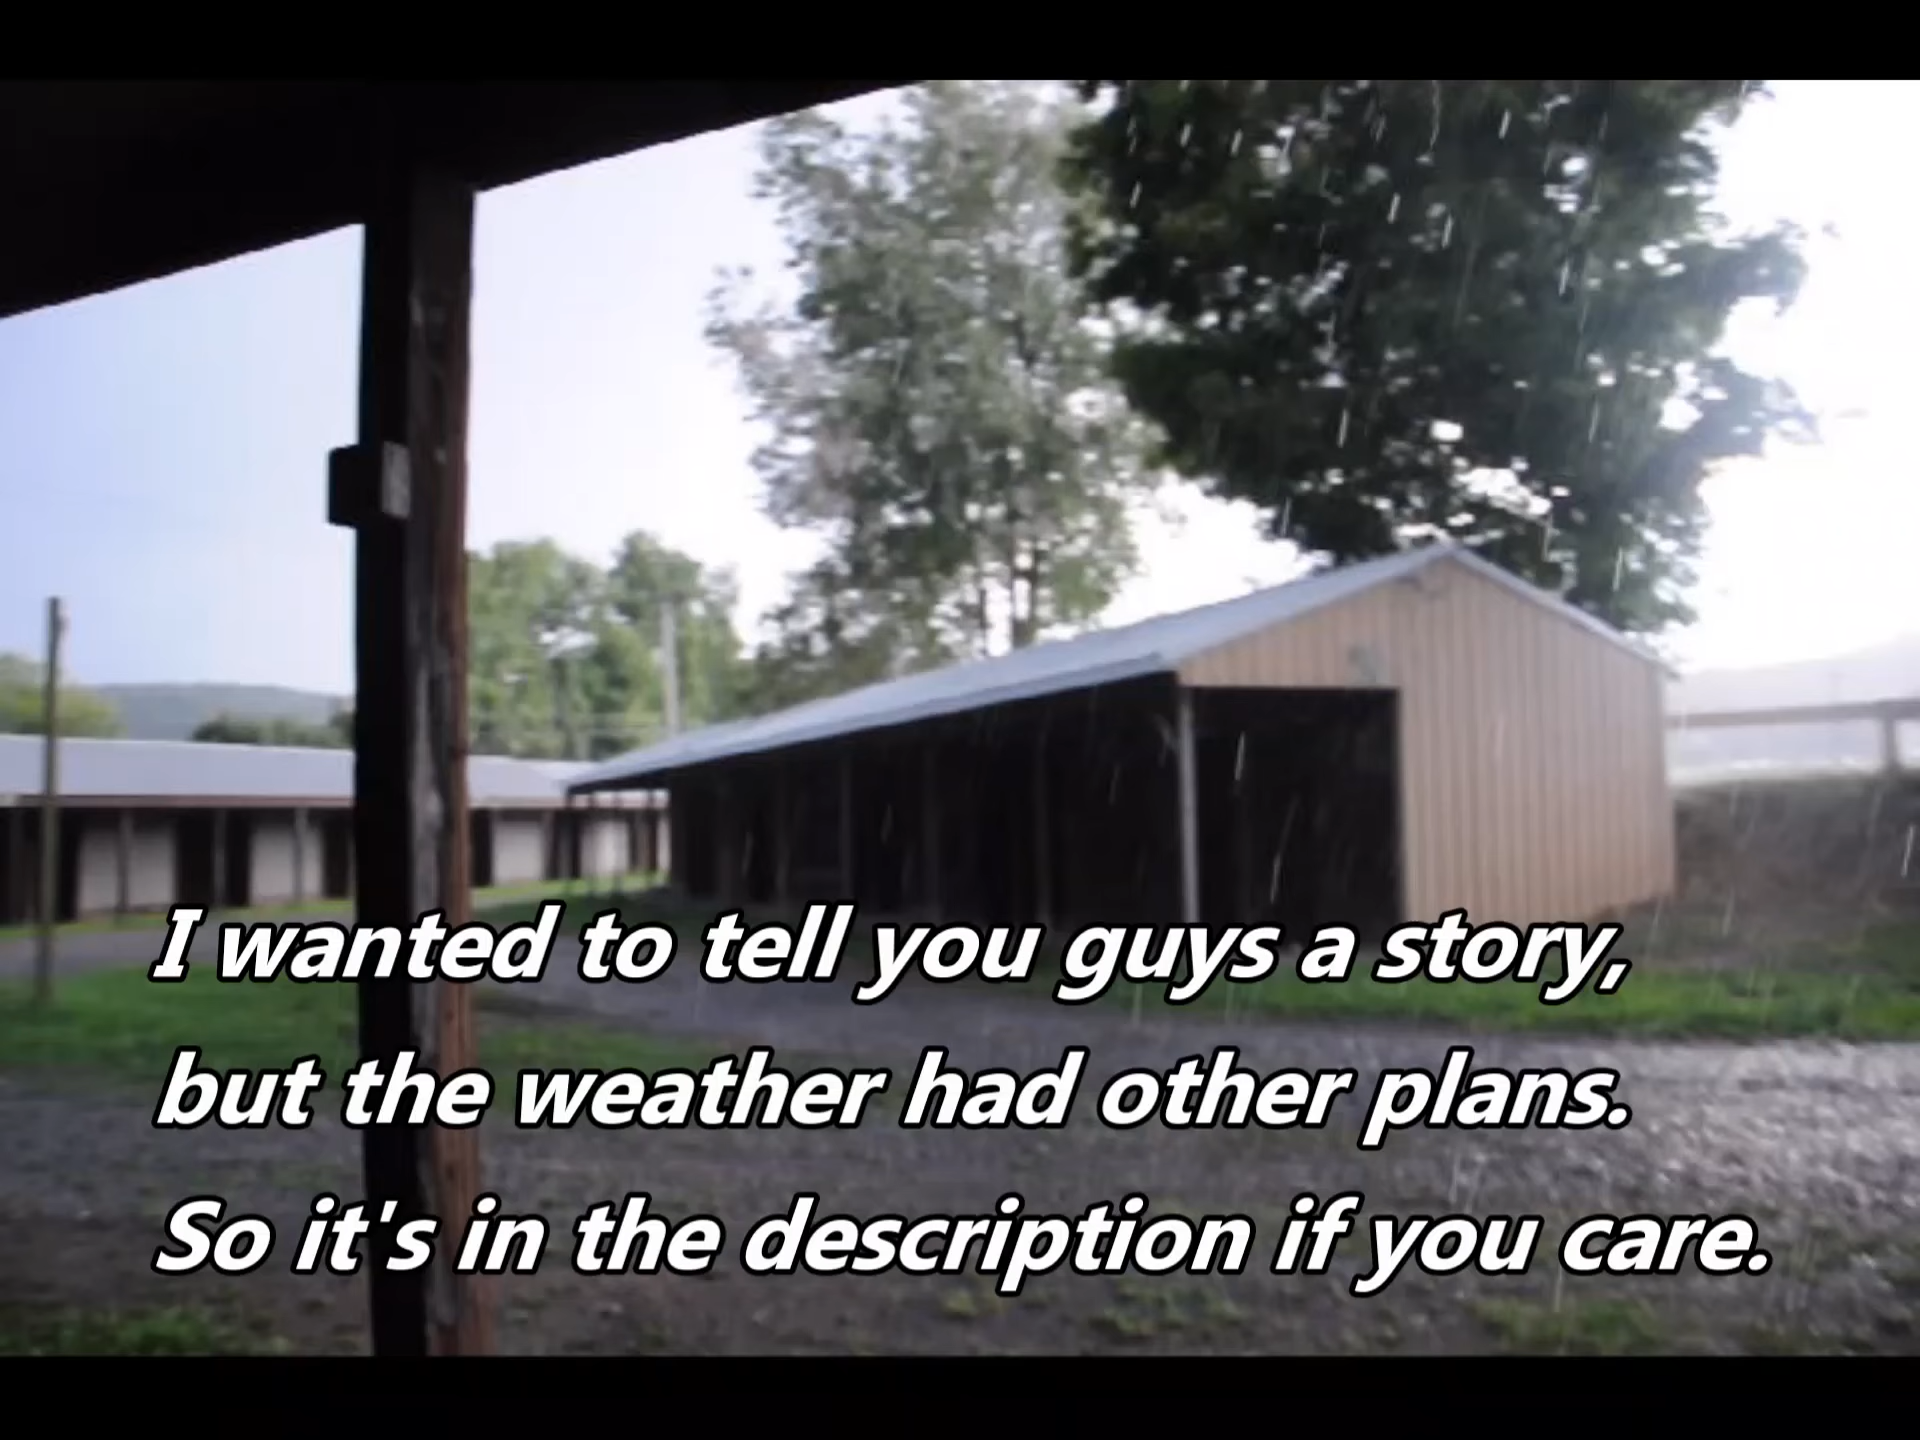 I wanted to tell you guys a story,
but the weather had other plans.
So it's in the description if you care.